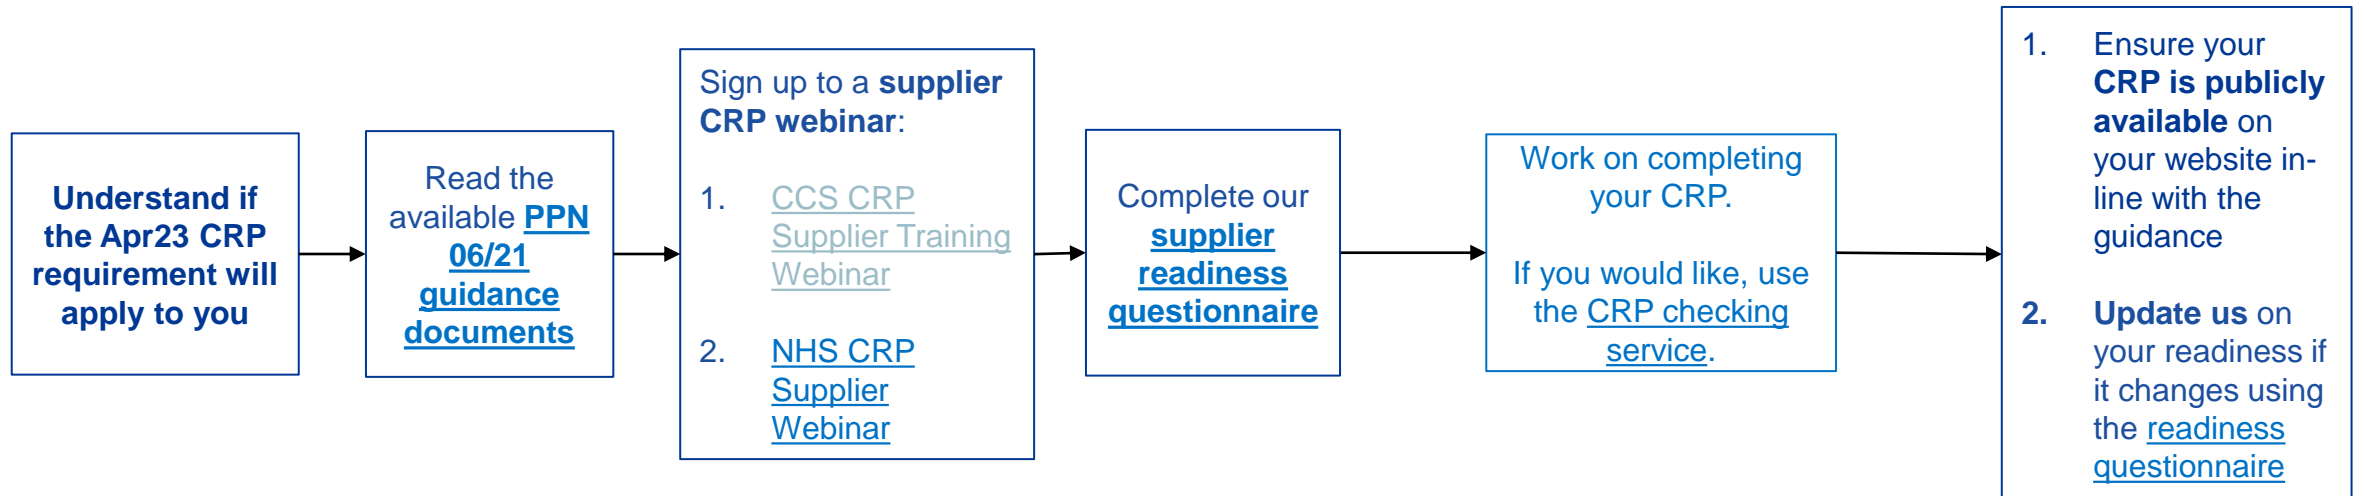 Understand if
the Apr23 CRP
requirement will
apply to you
Read the
available PPN
06/21
guidance
documents
Sign up to a supplier
CRP webinar:
1. CCS CRP
Supplier Training
Webinar
2. NHS CRP
Supplier
Webinar
Complete our
supplier
readiness
questionnaire
Work on completing
your CRP.
If you would like, use
the CRP checking
service.
1. Ensure your
CRP is publicly
available on
your website in-
line with the
guidance
2. Update us on
your readiness if
it changes using
the readiness
questionnaire